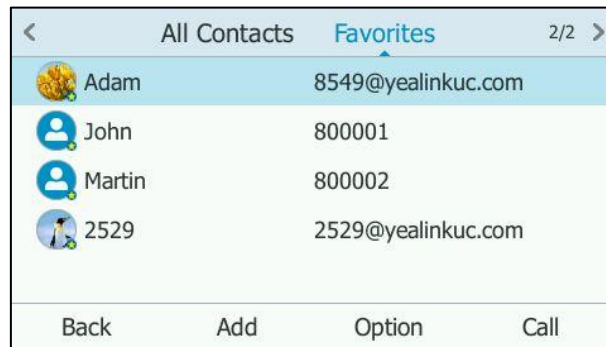 < All Contacts Favorites 2/2 >
Adam 8549@yealinkuc.com
John 800001
Martin 800002
2529 2529@yealinkuc.com
Back Add Option Call